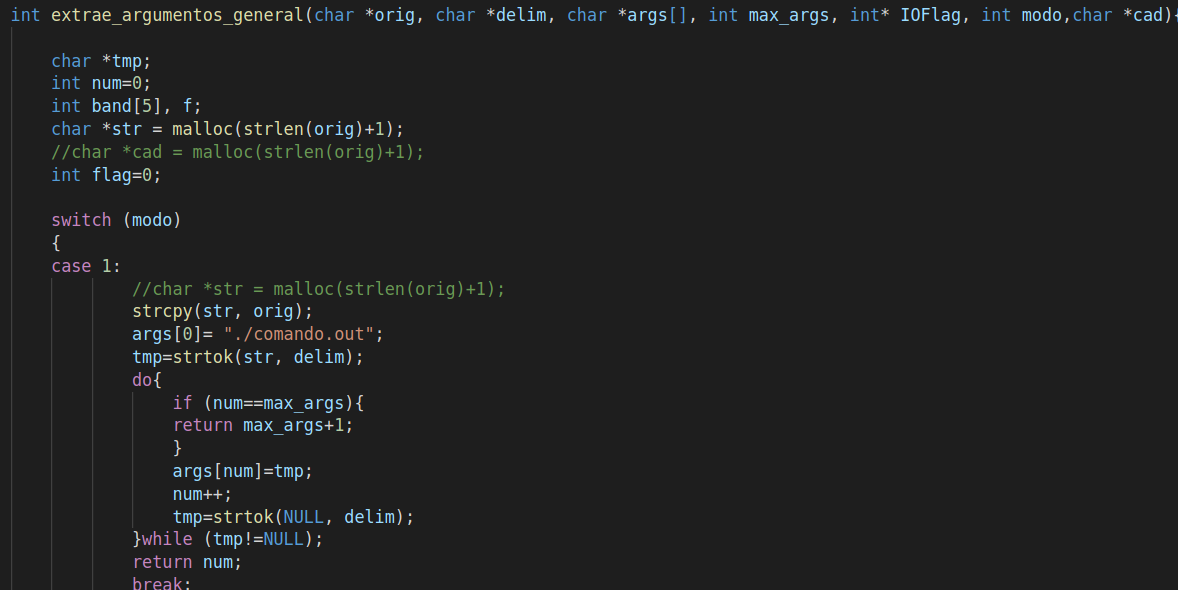 int extrae_argumentos_general(char *orig, char *delim, char *args[], int max_args, int* IOFlag, int modo,char *cad){
char *tmp;
int num=0;
int band[5], f;
char *str = malloc(strlen(orig)+1);
//char *cad = malloc(strlen(orig)+1);
int flag=0;
switch (modo)
{
case 1:
//char *str = malloc(strlen(orig)+1);
strcpy(str, orig);
args[0]= "./comando.out";
tmp=strtok(str, delim);
do{
if (num==max_args){
return max_args+1;
}
args[num]=tmp;
num++;
tmp=strtok(NULL, delim);
}while (tmp!=NULL);
return num;
break;